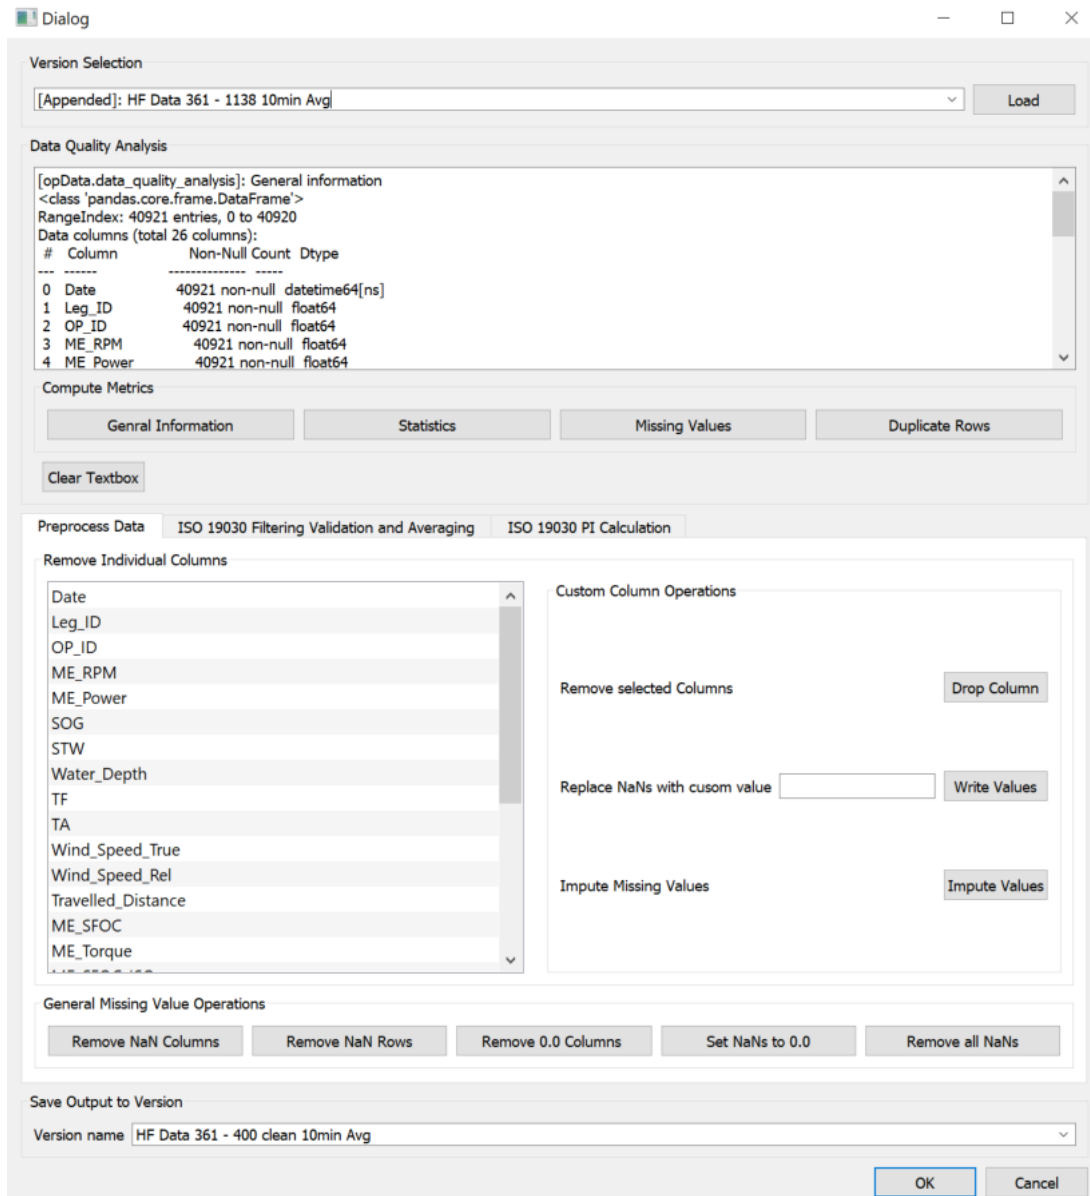 Dialog
Version Selection
[Appended]: HF Data 361 - 1138 10min Avg
Load
Data Quality Analysis
[opData.data_quality_analysis]: General information
<class 'pandas.core.frame.DataFrame'>
RangeIndex: 40921 entries, 0 to 40920
Data columns (total 26 columns):
# Column Non-Null Count Dtype
--- ------ -------------- -----
0 Date 40921 non-null datetime64[ns]
1 Leg_ID 40921 non-null float64
2 OP_ID 40921 non-null float64
3 ME_RPM 40921 non-null float64
4 ME_Power 40921 non-null float64
Compute Metrics
Genral Information Statistics Missing Values Duplicate Rows
Clear Textbox
Preprocess Data ISO 19030 Filtering Validation and Averaging ISO 19030 PI Calculation
Remove Individual Columns
Date
Leg_ID
OP_ID
ME_RPM
ME_Power
SOG
STW
Water_Depth
TF
TA
Wind_Speed_True
Wind_Speed_Rel
Travelled_Distance
ME_SFOC
ME_Torque
Custom Column Operations
Remove selected Columns Drop Column
Replace NaNs with cusom value Write Values
Impute Missing Values Impute Values
General Missing Value Operations
Remove NaN Columns Remove NaN Rows Remove 0.0 Columns Set NaNs to 0.0 Remove all NaNs
Save Output to Version
Version name HF Data 361 - 400 clean 10min Avg
OK Cancel